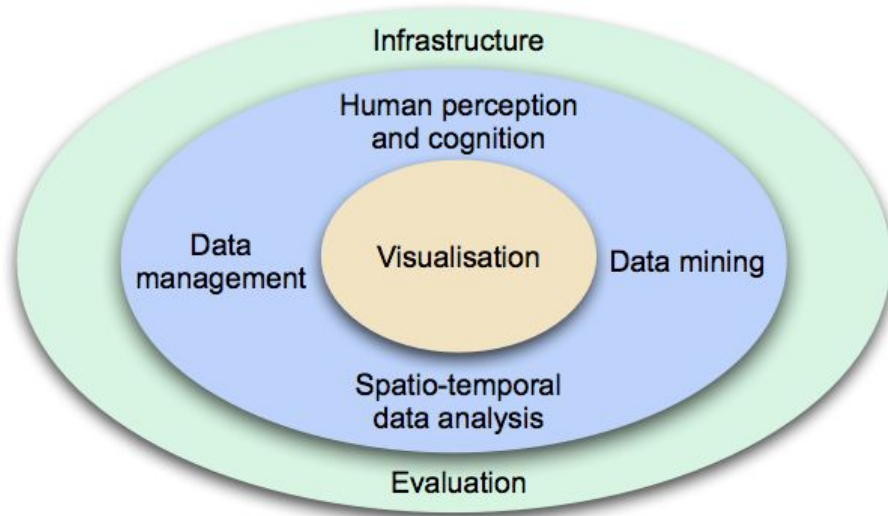 Infrastructure
Human perception
and cognition
Data
management
Visualisation
Data mining
Spatio-temporal
data analysis
Evaluation